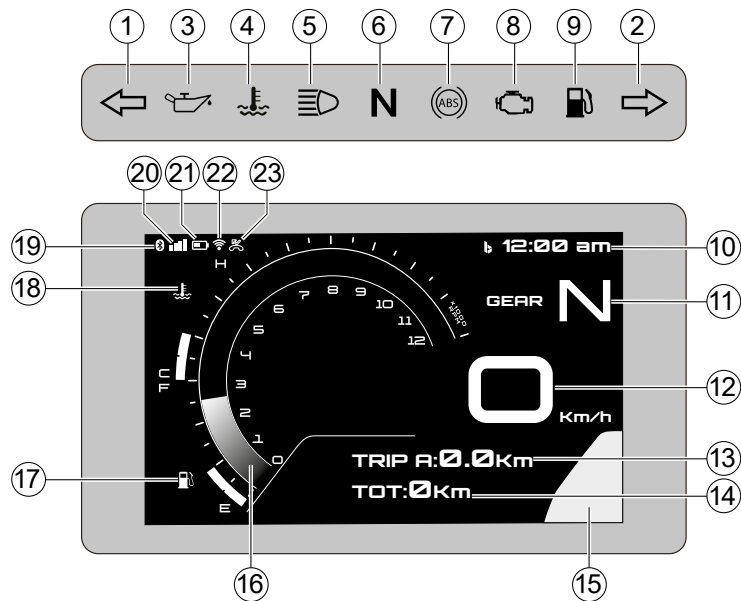 1 3 4 5 6 7 8 9 2
N ABS
20 21 22 23
19
12:00 am 10
H
18
GEAR N 11
x1000 RPM
0 1 2 3 4 5 6 7 8 9 10 11 12
C
F
0 12
Km/h
TRIP A:0.0Km 13
17
TOT:0Km 14
E
16 15